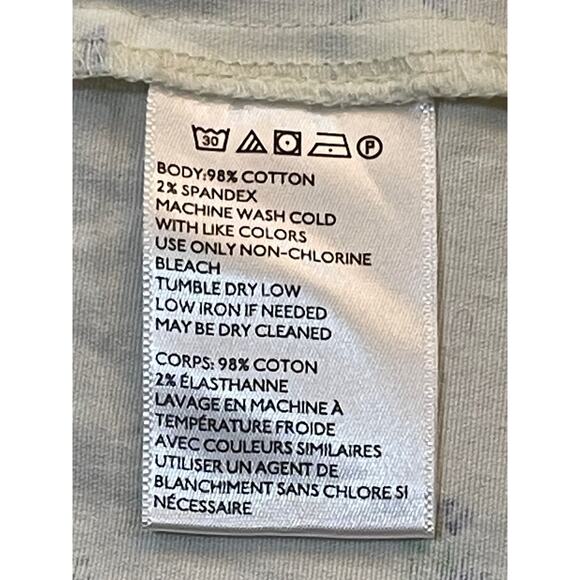 30 P
BODY:98% COTTON
2% SPANDEX
MACHINE WASH COLD
WITH LIKE COLORS
USE ONLY NON-CHLORINE
BLEACH
TUMBLE DRY LOW
LOW IRON IF NEEDED
MAY BE DRY CLEANED
CORPS: 98% COTON
2% ÉLASTHANNE
LAVAGE EN MACHINE À
TEMPÉRATURE FROIDE
AVEC COULEURS SIMILAIRES
UTILISER UN AGENT DE
BLANCHIMENT SANS CHLORE SI
NÉCESSAIRE